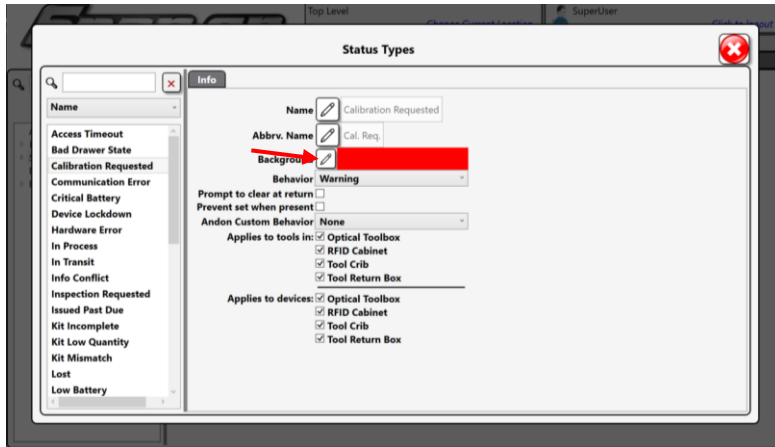 Top Level
SuperUser
Status Types
Info
Name
Name
Calibration Requested
Abbrv. Name
Cal. Req.
Behavior
Warning
Prompt to clear at return
Prevent set when present
Andon Custom Behavior
None
Applies to tools in:
Optical Toolbox
RFID Cabinet
Tool Crib
Tool Return Box
Applies to devices:
Optical Toolbox
RFID Cabinet
Tool Crib
Tool Return Box
Access Timeout
Bad Drawer State
Calibration Requested
Communication Error
Critical Battery
Device Lockdown
Hardware Error
In Process
In Transit
Info Conflict
Inspection Requested
Issued Past Due
Kit Incomplete
Kit Low Quantity
Kit Mismatch
Lost
Low Battery